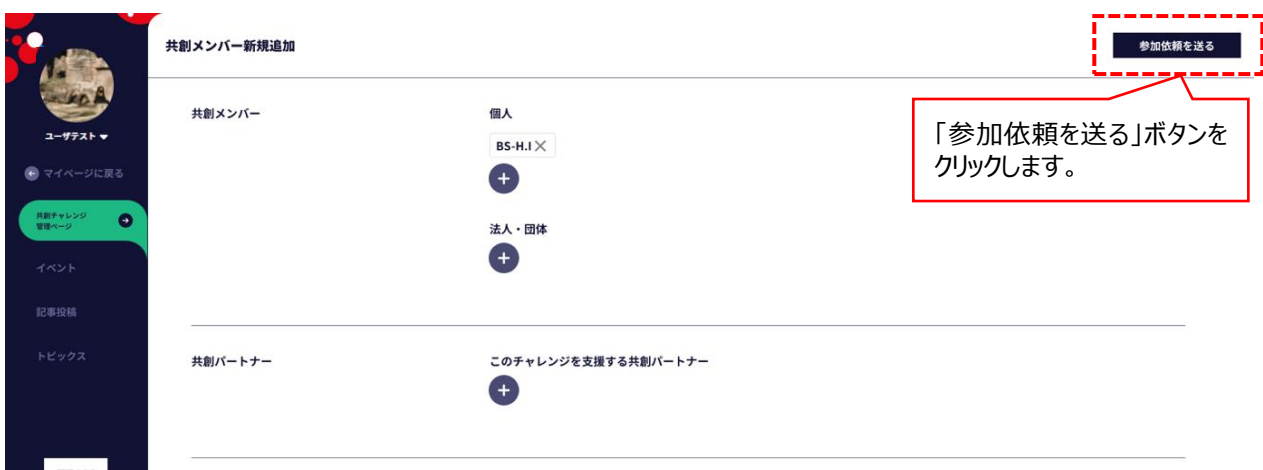 共創メンバー新規追加
参加依頼を送る
ユーザテスト
マイページに戻る
共創チャレンジ
管理ページ
イベント
記事投稿
トピックス
共創メンバー
個人
BS-H.I
法人・団体
「参加依頼を送る」ボタンを
クリックします。
共創パートナー
このチャレンジを支援する共創パートナー